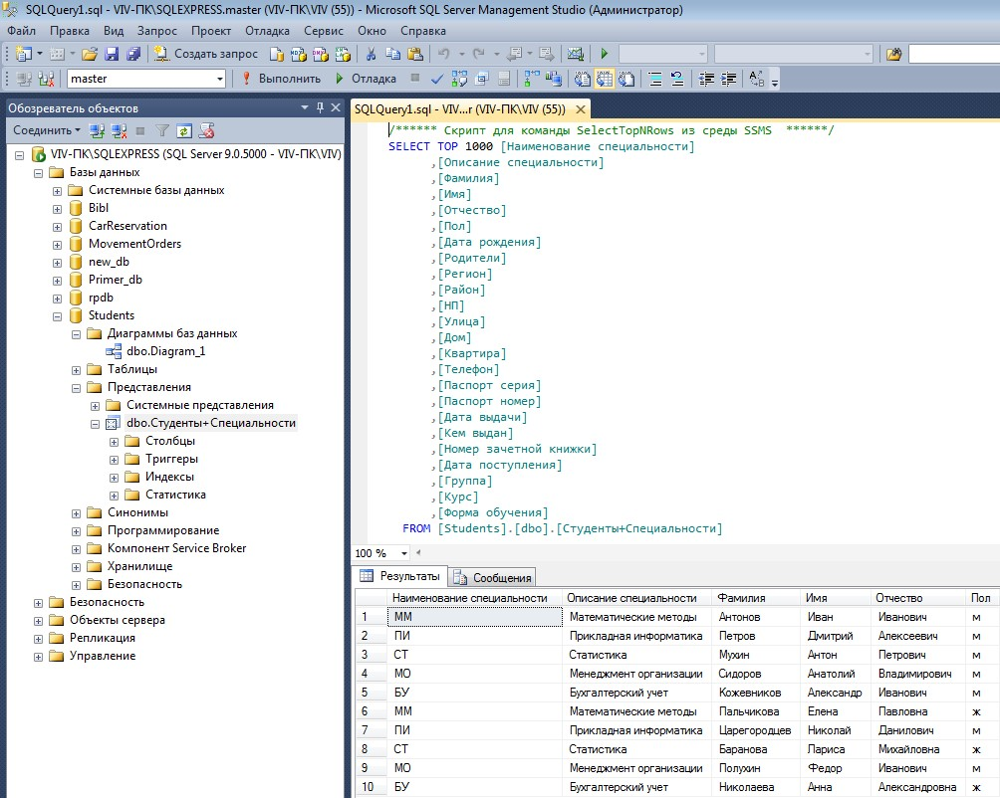 SQLQuery1.sql - VIV-ПК\SQLEXPRESS.master (VIV-ПК\VIV (55)) - Microsoft SQL Server Management Studio (Администратор)
Файл Правка Вид Запрос Проект Отладка Сервис Окно Справка
Создать запрос
master Выполнить Отладка
Обозреватель объектов
Соединить
VIV-ПК\SQLEXPRESS (SQL Server 9.0.5000 - VIV-ПК\VIV)
Базы данных
Системные базы данных
Bibl
CarReservation
MovementOrders
new_db
Primer_db
rpdb
Students
Диаграммы баз данных
dbo.Diagram_1
Таблицы
Представления
Системные представления
dbo.Студенты+Специальности
Столбцы
Триггеры
Индексы
Статистика
Синонимы
Программирование
Компонент Service Broker
Хранилище
Безопасность
Безопасность
Объекты сервера
Репликация
Управление
SQLQuery1.sql - VIV...r (VIV-ПК\VIV (55))
/****** Скрипт для команды SelectTopNRows из среды SSMS ******/
SELECT TOP 1000 [Наименование специальности]
,[Описание специальности]
,[Фамилия]
,[Имя]
,[Отчество]
,[Пол]
,[Дата рождения]
,[Родители]
,[Регион]
,[Район]
,[НП]
,[Улица]
,[Дом]
,[Квартира]
,[Телефон]
,[Паспорт серия]
,[Паспорт номер]
,[Дата выдачи]
,[Кем выдан]
,[Номер зачетной книжки]
,[Дата поступления]
,[Группа]
,[Курс]
,[Форма обучения]
FROM [Students].[dbo].[Студенты+Специальности]
100 %
Результаты Сообщения
Наименование специальности Описание специальности Фамилия Имя Отчество Пол
1 ММ Математические методы Антонов Иван Иванович м
2 ПИ Прикладная информатика Петров Дмитрий Алексеевич м
3 СТ Статистика Мухин Антон Петрович м
4 МО Менеджмент организации Сидоров Анатолий Владимирович м
5 БУ Бухгалтерский учет Кожевников Александр Иванович м
6 ММ Математические методы Пальчикова Елена Павловна ж
7 ПИ Прикладная информатика Царегородцев Николай Данилович м
8 СТ Статистика Баранова Лариса Михайловна ж
9 МО Менеджмент организации Полухин Федор Иванович м
10 БУ Бухгалтерский учет Николаева Анна Александровна ж